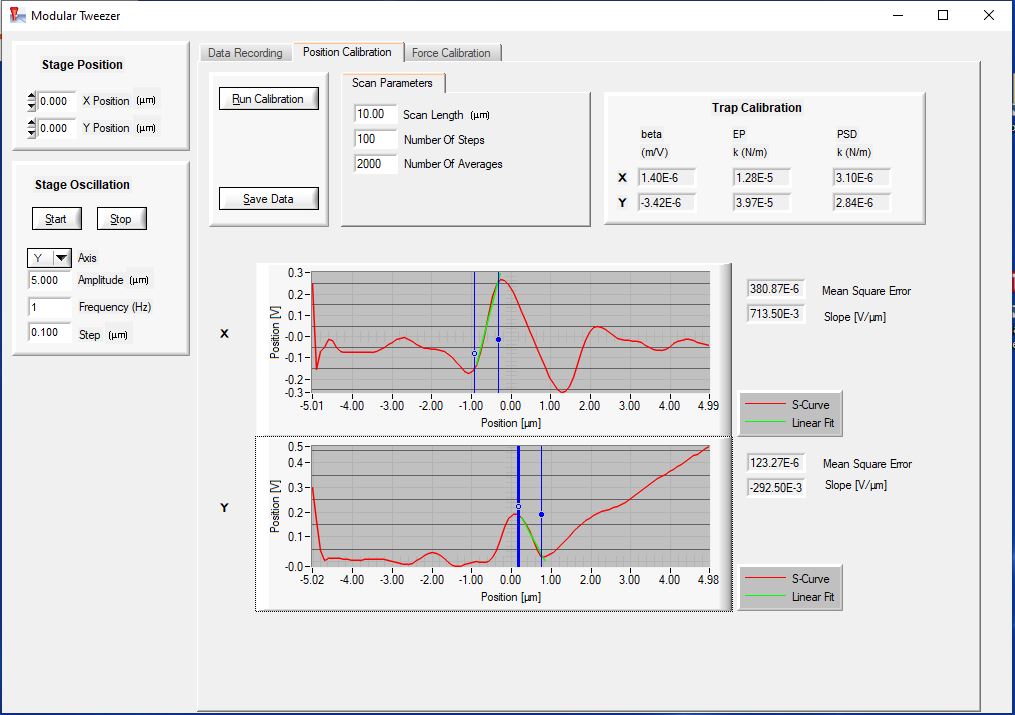 Modular Tweezer
Stage Position
0.000 X Position (µm)
0.000 Y Position (µm)
Stage Oscillation
Start Stop
Y Axis
5.000 Amplitude (µm)
1 Frequency (Hz)
0.100 Step (µm)
Data Recording Position Calibration Force Calibration
Run Calibration
Save Data
Scan Parameters
10.00 Scan Length (µm)
100 Number Of Steps
2000 Number Of Averages
Trap Calibration
beta EP PSD
(m/V) k (N/m) k (N/m)
X 1.40E-6 1.28E-5 3.10E-6
Y -3.42E-6 3.97E-5 2.84E-6
X
Position [V]
0.3
0.2
0.1
-0.0
-0.1
-0.2
-0.3
-5.01 -4.00 -3.00 -2.00 -1.00 0.00 1.00 2.00 3.00 4.00 4.99
Position [µm]
380.87E-6 Mean Square Error
713.50E-3 Slope [V/µm]
S-Curve
Linear Fit
Y
Position [V]
0.5
0.4
0.3
0.2
0.1
-0.0
-5.02 -4.00 -3.00 -2.00 -1.00 0.00 1.00 2.00 3.00 4.00 4.98
Position [µm]
123.27E-6 Mean Square Error
-292.50E-3 Slope [V/µm]
S-Curve
Linear Fit